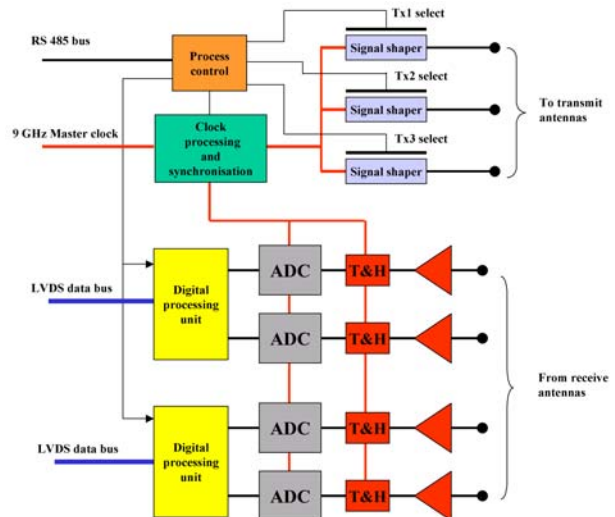 Tx1 select
RS 485 bus
Process
control
Signal shaper
Tx2 select
Signal shaper
To transmit
antennas
9 GHz Master clock
Clock
processing
and
synchronisation
Tx3 select
Signal shaper
LVDS data bus
Digital
processing
unit
ADC
T&H
ADC
T&H
From receive
antennas
LVDS data bus
Digital
processing
unit
ADC
T&H
ADC
T&H